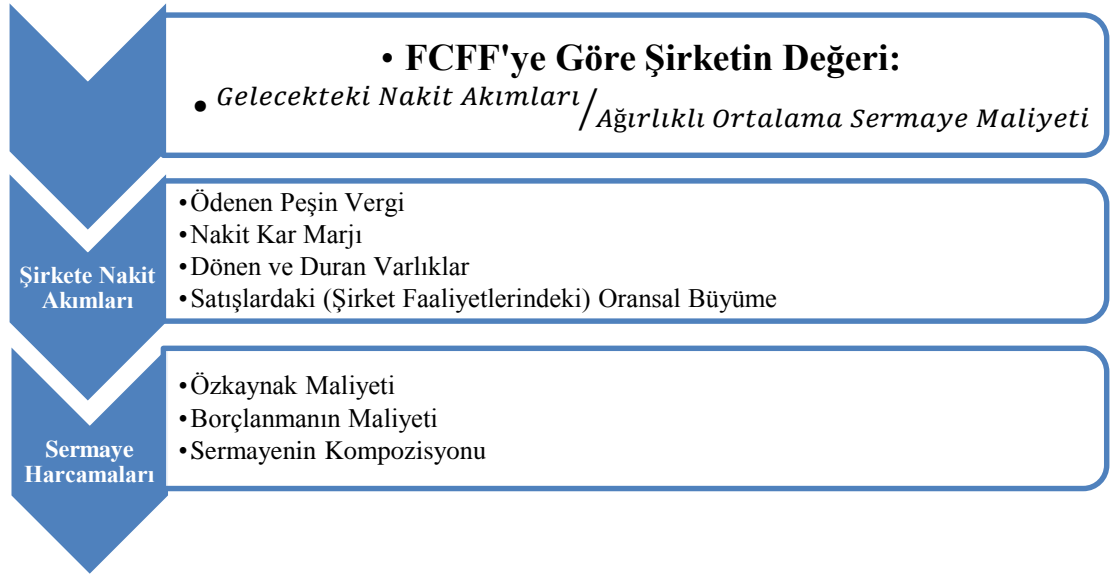 • FCFF'ye Göre Şirketin Değeri:
• Gelecekteki Nakit Akımları/Ağırlıklı Ortalama Sermaye Maliyeti
Şirkete Nakit
Akımları
•Ödenen Peşin Vergi
•Nakit Kar Marjı
•Dönen ve Duran Varlıklar
•Satışlardaki (Şirket Faaliyetlerindeki) Oransal Büyüme
Sermaye
Harcamaları
•Özkaynak Maliyeti
•Borçlanmanın Maliyeti
•Sermayenin Kompozisyonu